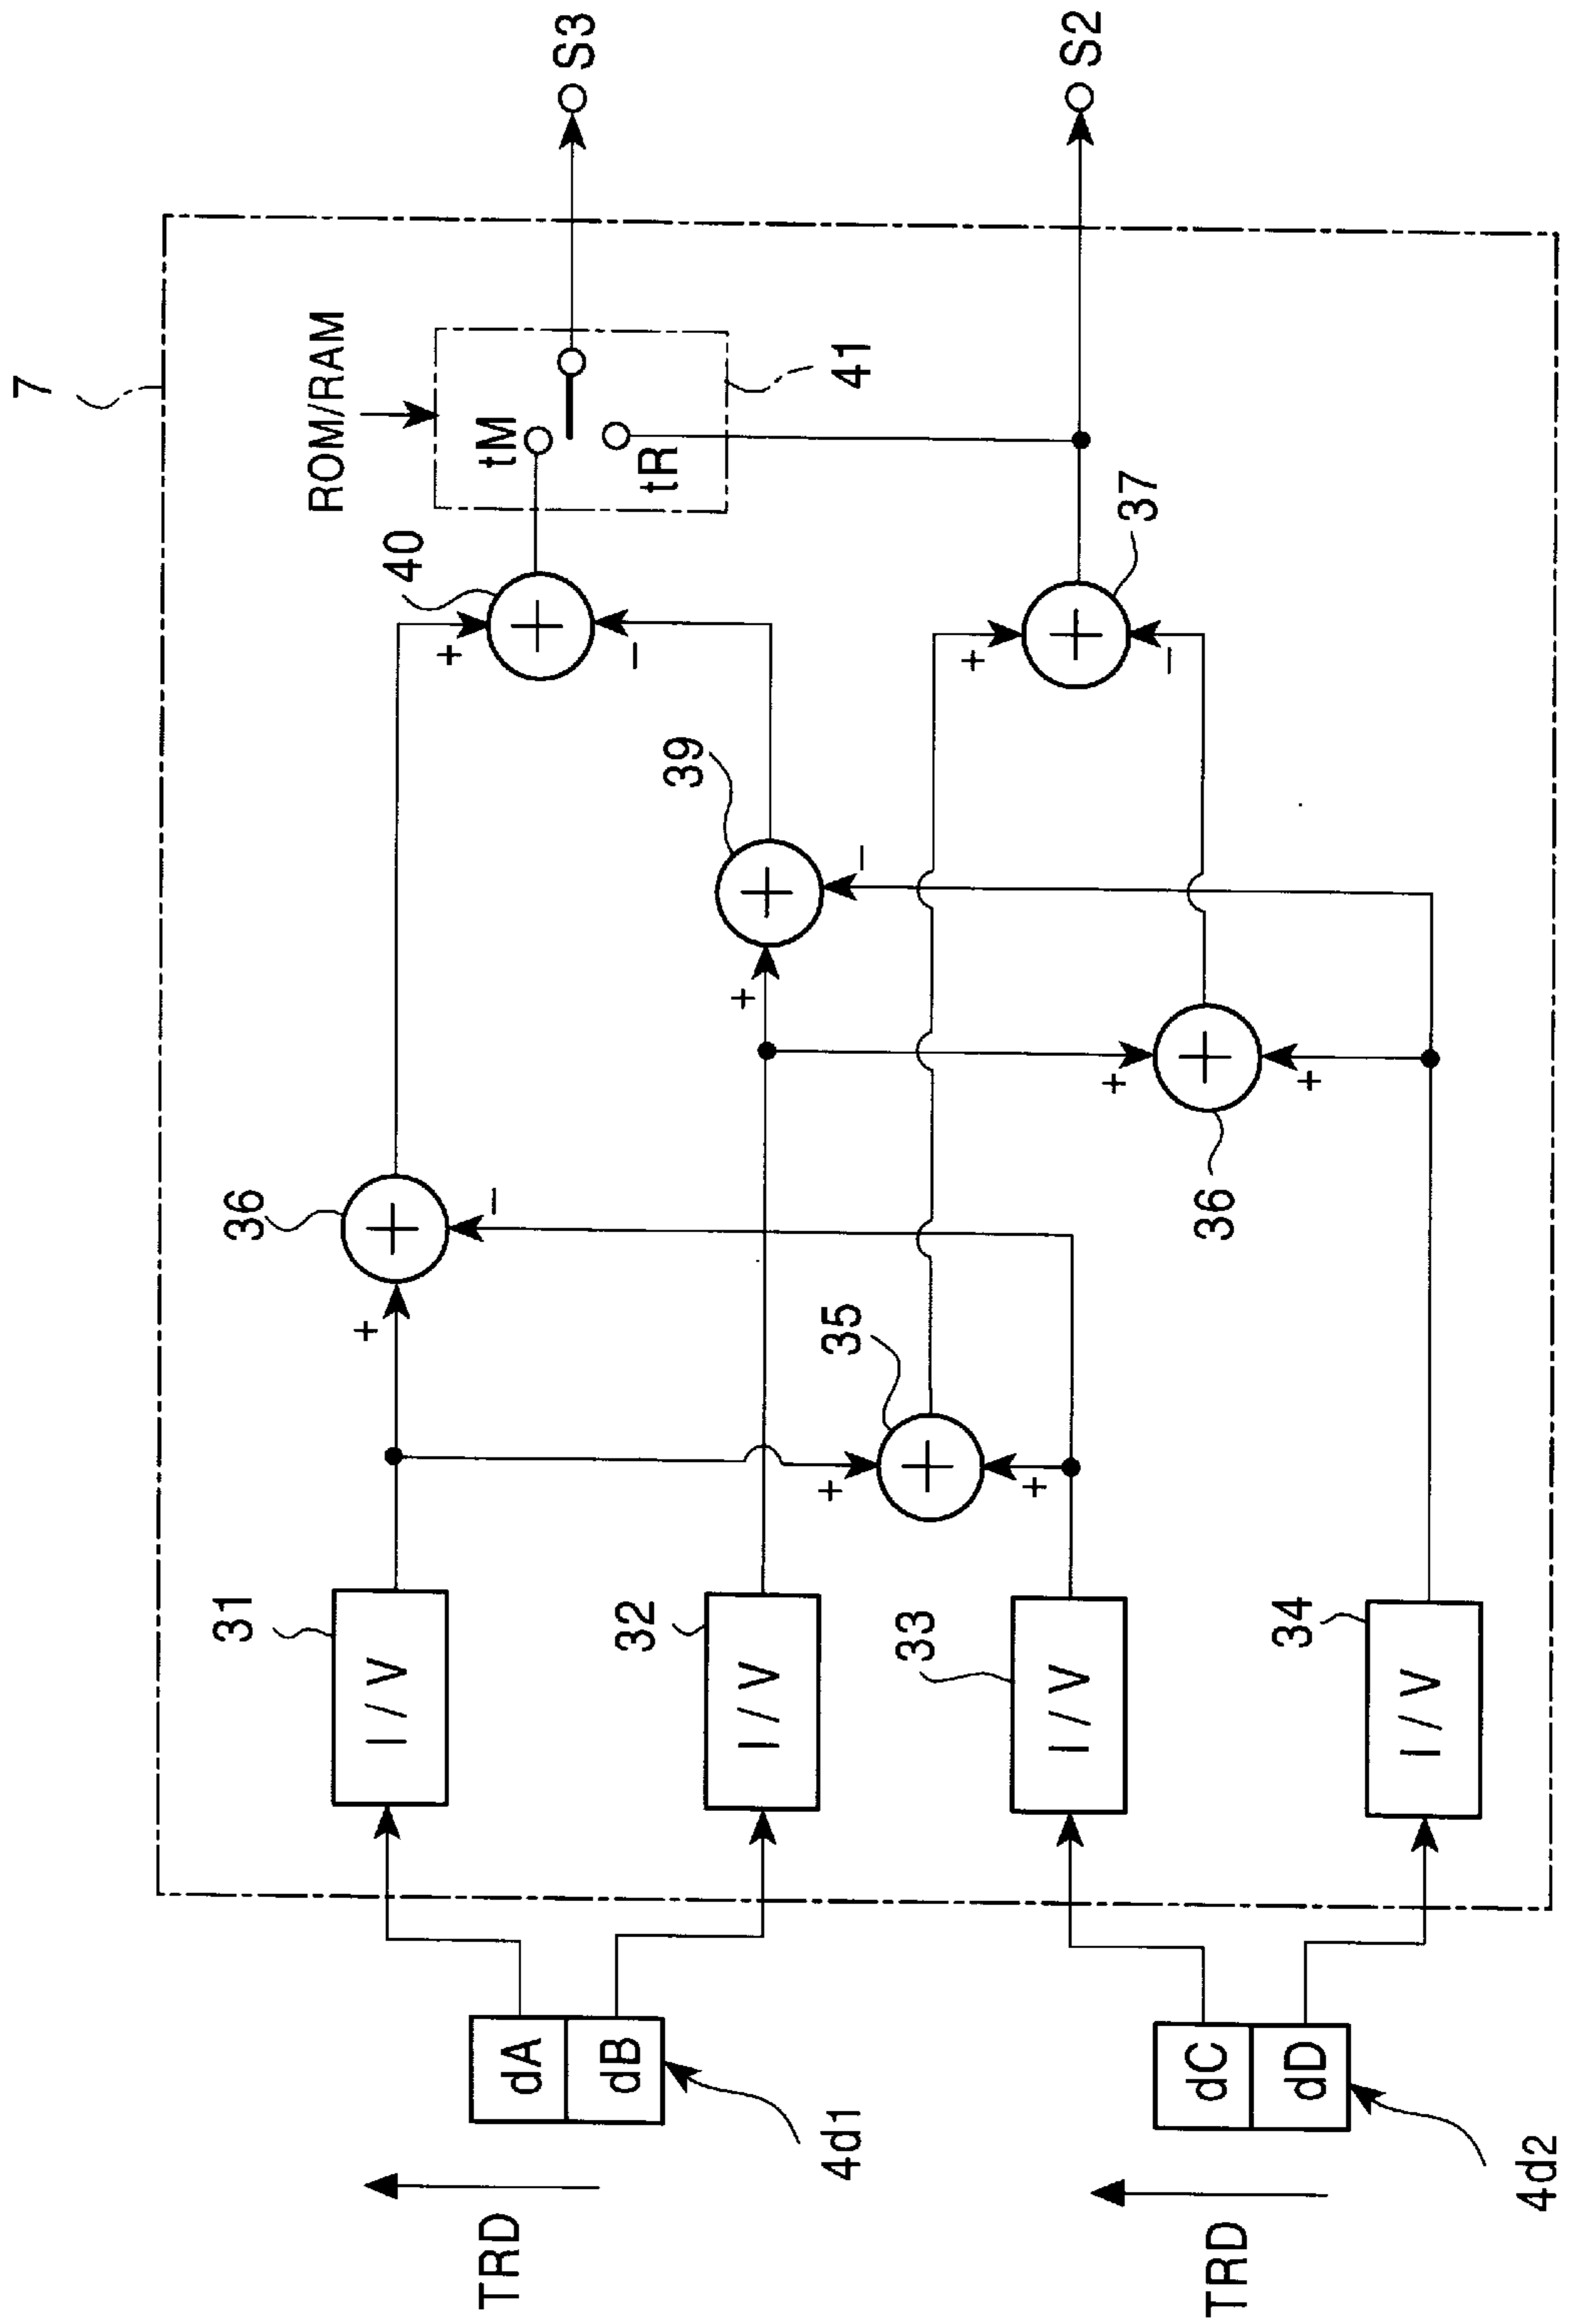 7
ROM/RAM
tM
tR
41
S3
S2
40
+
+
-
37
+
+
-
39
+
+
-
36
+
+
-
36
+
+
+
35
+
+
+
31
I / V
32
I / V
33
I / V
34
I / V
dA
dB
4d1
dC
dD
4d2
TRD
TRD